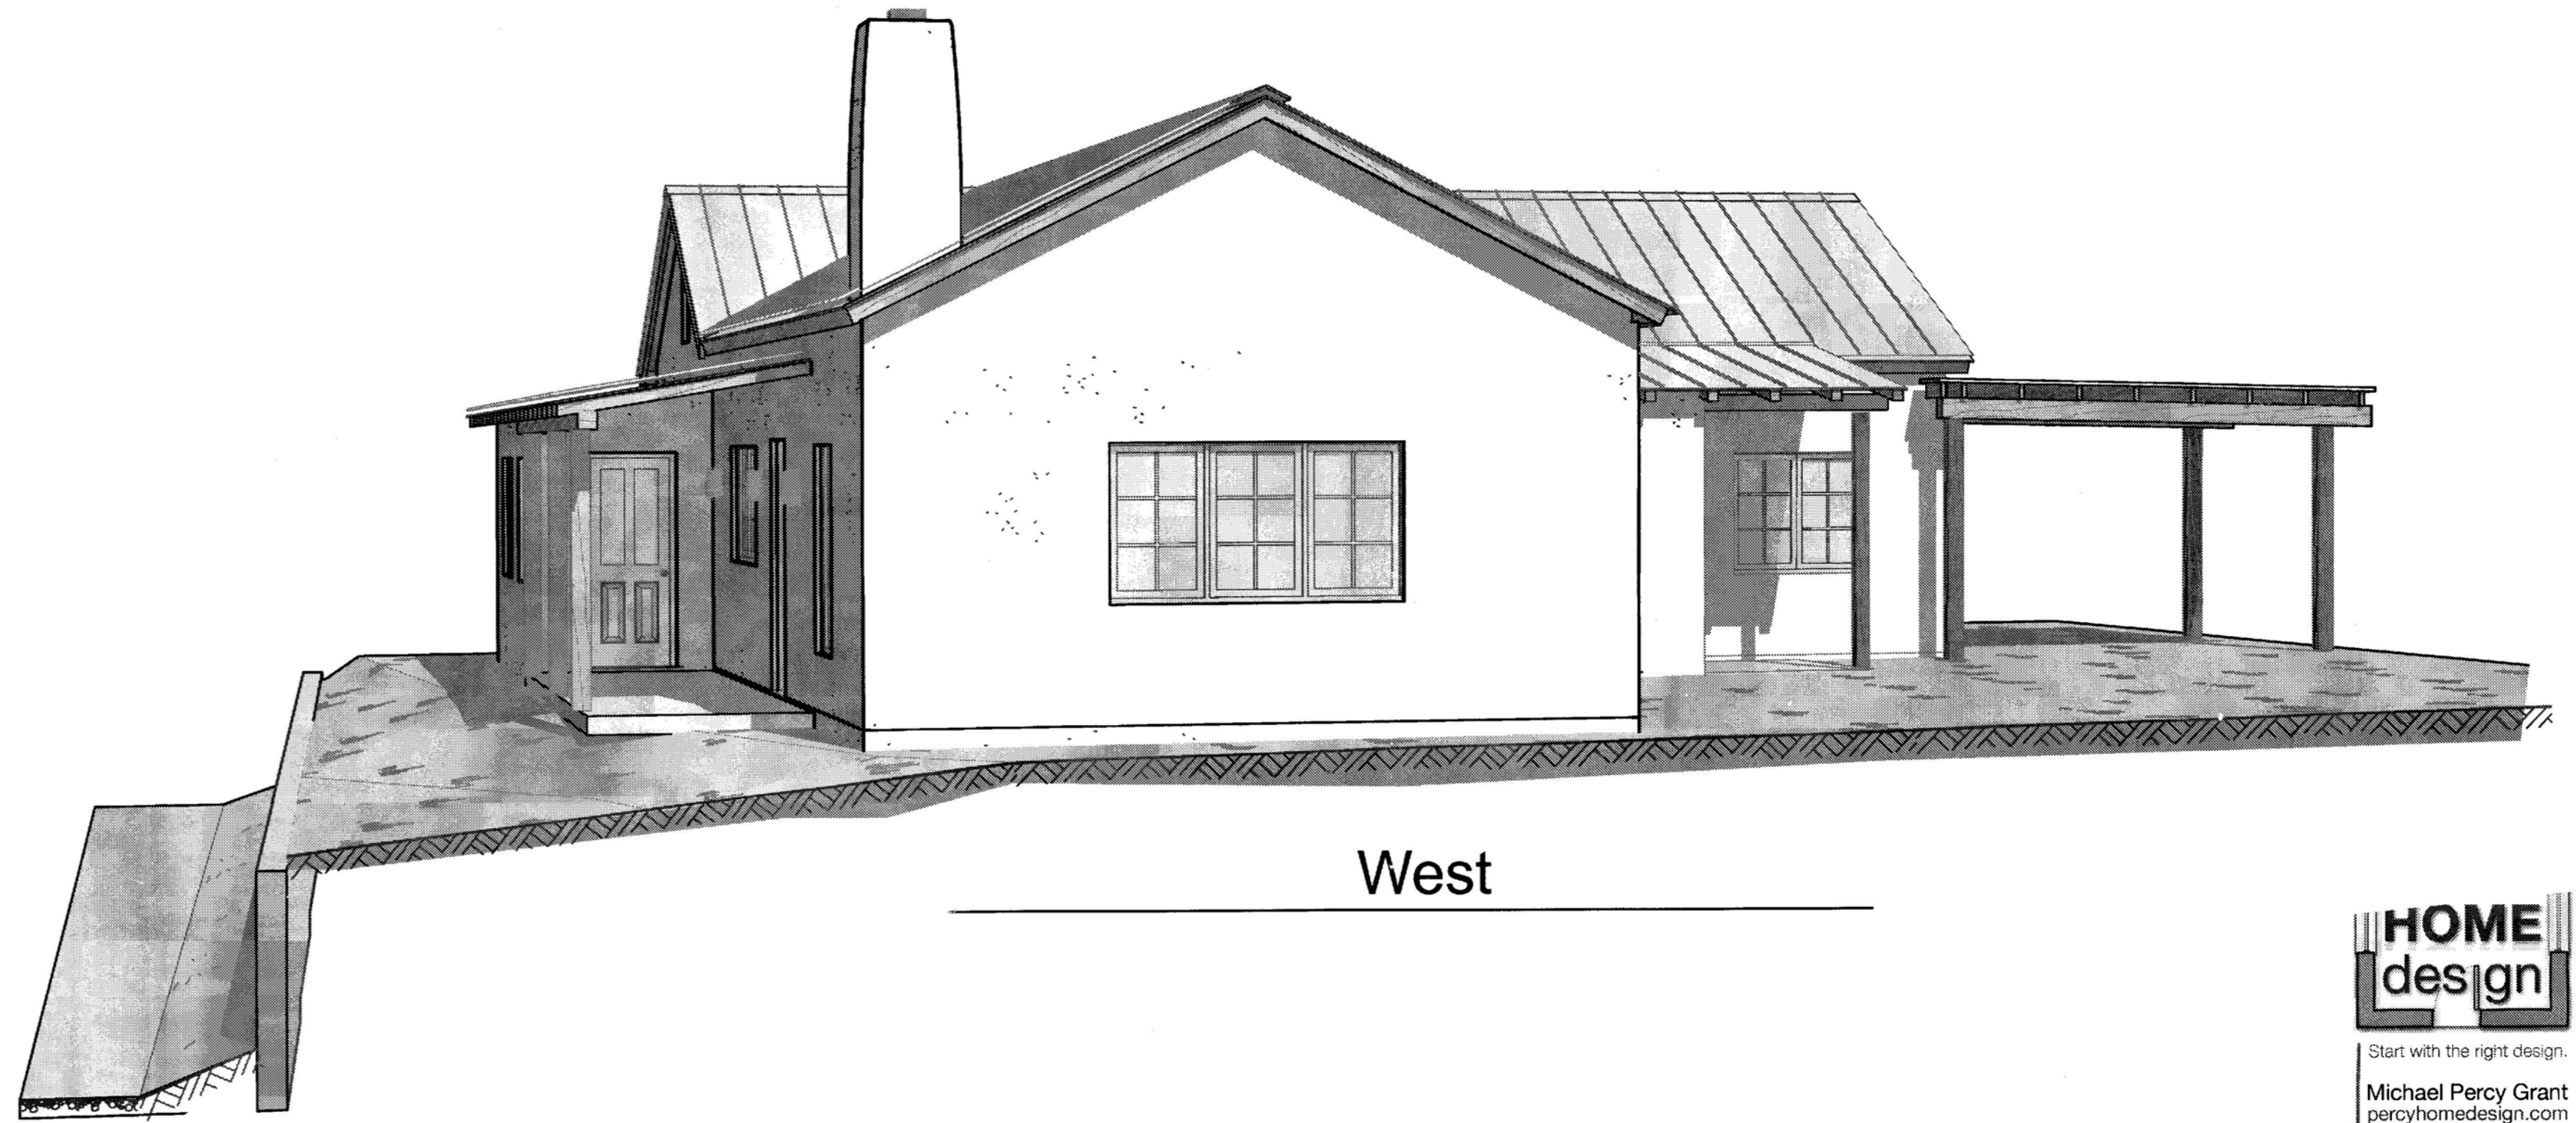 West
HOME
design
Start with the right design.
Michael Percy Grant
percyhomedesign.com